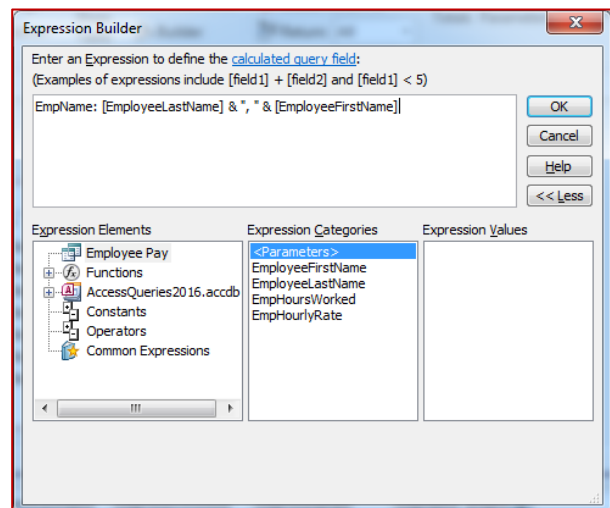 Expression Builder
Enter an Expression to define the calculated query field:
(Examples of expressions include [field1] + [field2] and [field1] < 5)
EmpName: [EmployeeLastName] & ", " & [EmployeeFirstName]
OK
Cancel
Help
<< Less
Expression Elements
Employee Pay
Functions
AccessQueries2016.accdb
Constants
Operators
Common Expressions
Expression Categories
<Parameters>
EmployeeFirstName
EmployeeLastName
EmpHoursWorked
EmpHourlyRate
Expression Values